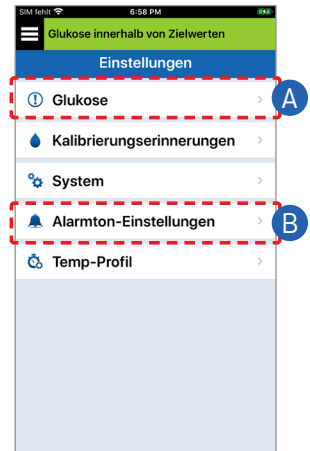 SIM fehlt 6:58 PM
Glukose innerhalb von Zielwerten
Einstellungen
Glukose
A
Kalibrierungserinnerungen
System
Alarmton-Einstellungen
B
Temp-Profil